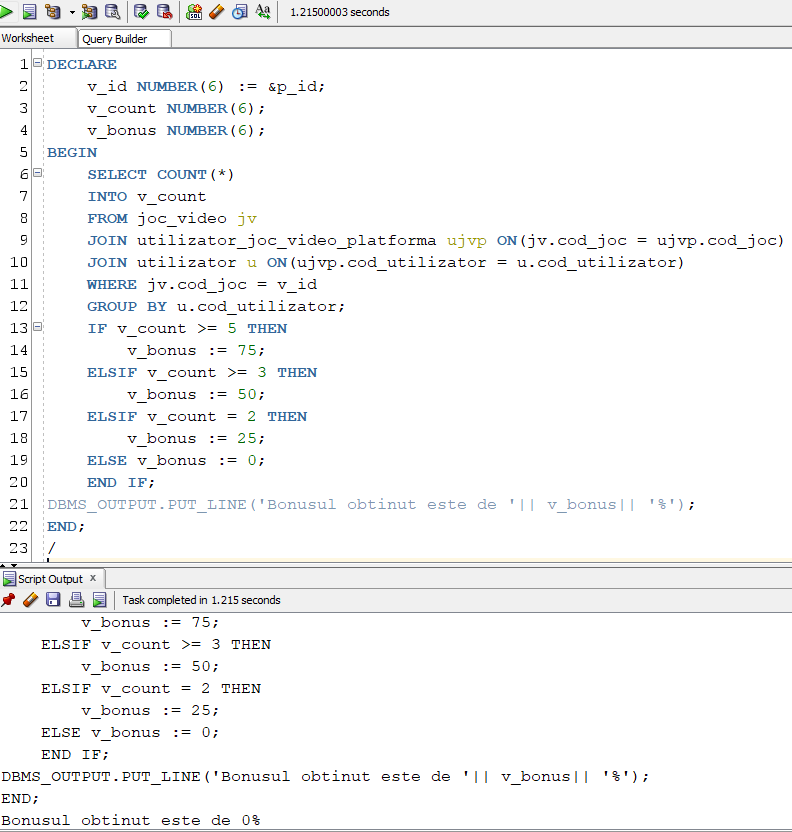 1.21500003 seconds
Worksheet
Query Builder
1 DECLARE
2     v_id NUMBER(6) := &p_id;
3     v_count NUMBER(6);
4     v_bonus NUMBER(6);
5 BEGIN
6     SELECT COUNT(*)
7     INTO v_count
8     FROM joc_video jv
9     JOIN utilizator_joc_video_platforma ujvp ON(jv.cod_joc = ujvp.cod_joc)
10     JOIN utilizator u ON(ujvp.cod_utilizator = u.cod_utilizator)
11     WHERE jv.cod_joc = v_id
12     GROUP BY u.cod_utilizator;
13     IF v_count >= 5 THEN
14         v_bonus := 75;
15     ELSIF v_count >= 3 THEN
16         v_bonus := 50;
17     ELSIF v_count = 2 THEN
18         v_bonus := 25;
19     ELSE v_bonus := 0;
20     END IF;
21 DBMS_OUTPUT.PUT_LINE('Bonusul obtinut este de '|| v_bonus|| '%');
22 END;
23 /
Script Output x
Task completed in 1.215 seconds
        v_bonus := 75;
    ELSIF v_count >= 3 THEN
        v_bonus := 50;
    ELSIF v_count = 2 THEN
        v_bonus := 25;
    ELSE v_bonus := 0;
    END IF;
DBMS_OUTPUT.PUT_LINE('Bonusul obtinut este de '|| v_bonus|| '%');
END;
Bonusul obtinut este de 0%